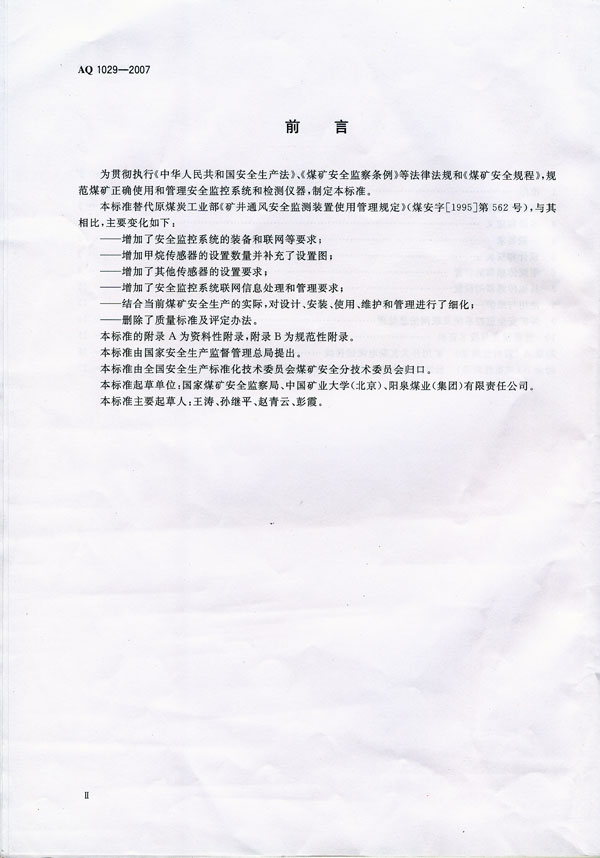 AQ 1029—2007
前 言
为贯彻执行《中华人民共和国安全生产法》、《煤矿安全监察条例》等法律法规和《煤矿安全规程》,规
范煤矿正确使用和管理安全监控系统和检测仪器,制定本标准。
本标准替代原煤炭工业部《矿井通风安全监测装置使用管理规定》(煤安字[1995]第 562 号),与其
相比,主要变化如下:
——增加了安全监控系统的装备和联网等要求;
——增加甲烷传感器的设置数量并补充了设置图;
——增加了其他传感器的设置要求;
——增加了安全监控系统联网信息处理和管理要求;
——结合当前煤矿安全生产的实际,对设计、安装、使用、维护和管理进行了细化;
——删除了质量标准及评定办法。
本标准的附录 A 为资料性附录,附录 B 为规范性附录。
本标准由国家安全生产监督管理总局提出。
本标准由全国安全生产标准化技术委员会煤矿安全分技术委员会归口。
本标准起草单位:国家煤矿安全监察局、中国矿业大学(北京)、阳泉煤业(集团)有限责任公司。
本标准主要起草人:王涛、孙继平、赵青云、彭霞。
Ⅱ